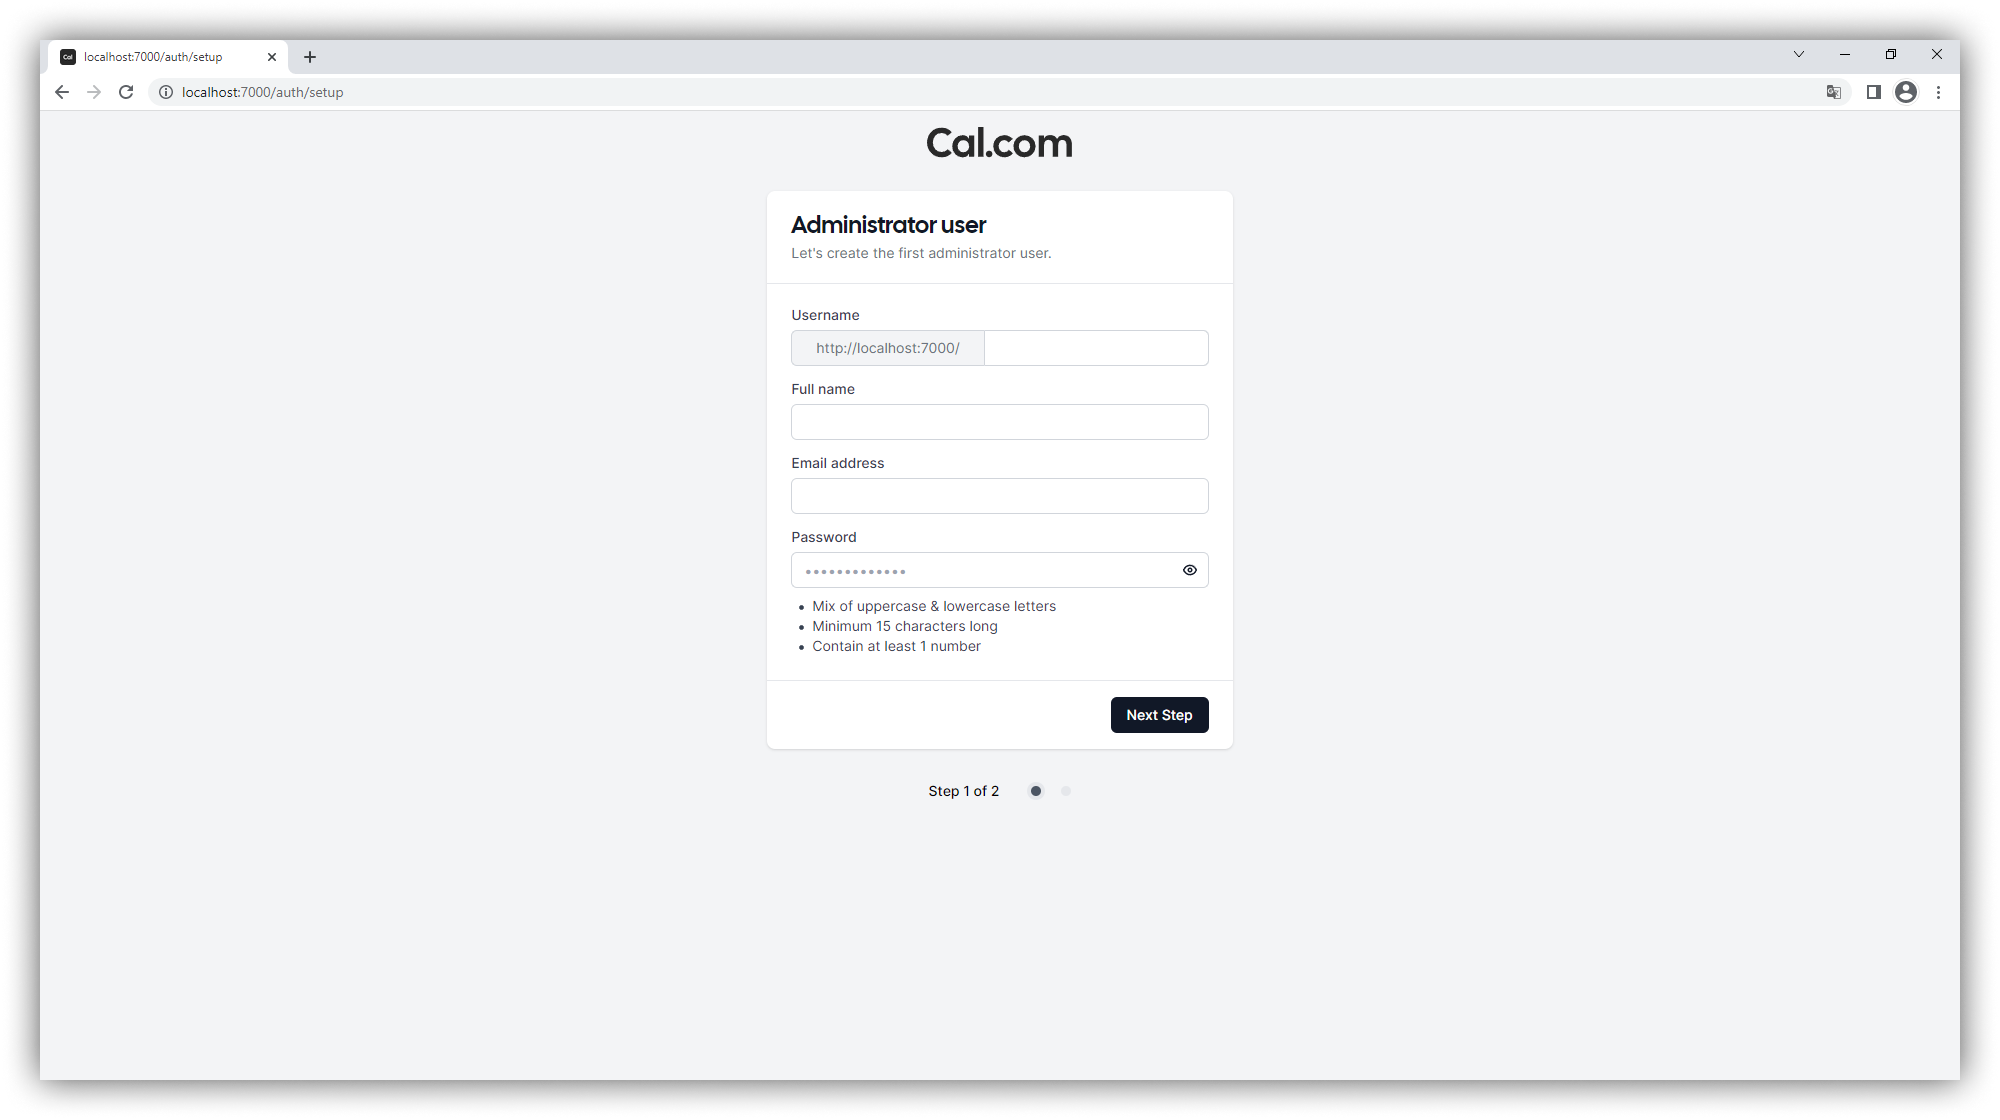 Cal localhost:7000/auth/setup
localhost:7000/auth/setup
Cal.com
Administrator user
Let's create the first administrator user.
Username
http://localhost:7000/
Full name
Email address
Password
•••••••••••••
• Mix of uppercase & lowercase letters
• Minimum 15 characters long
• Contain at least 1 number
Next Step
Step 1 of 2